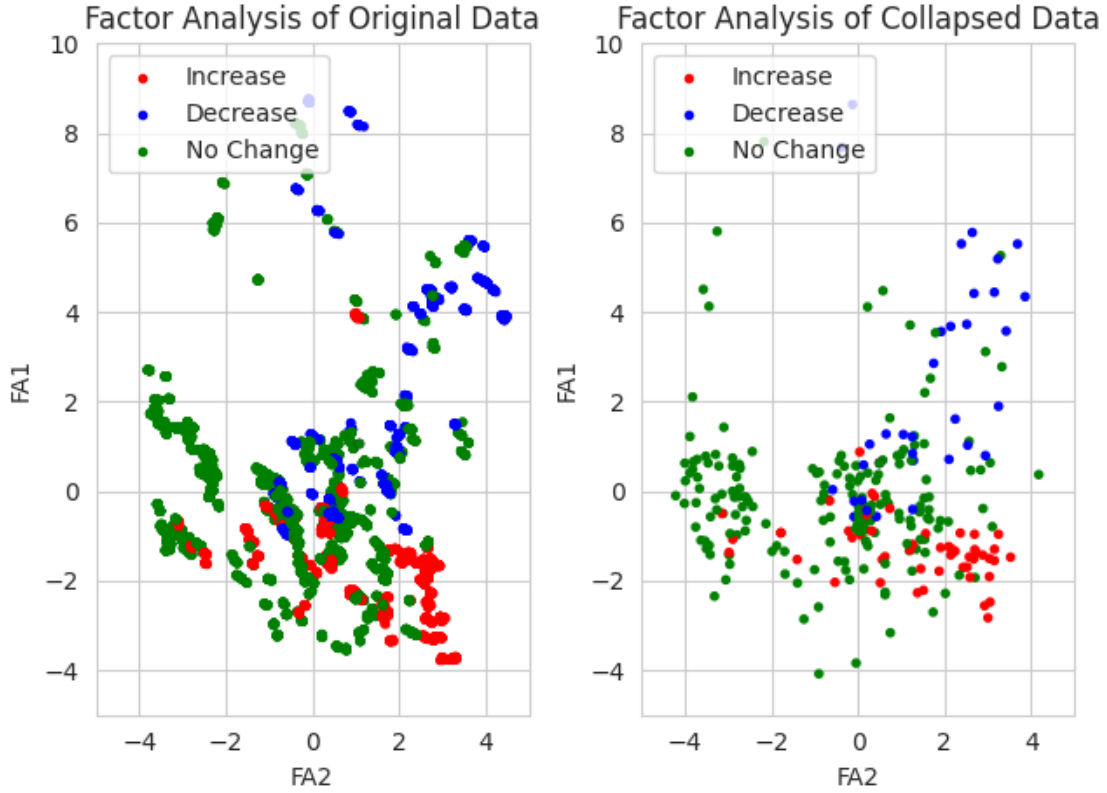 Factor Analysis of Original Data
Increase
Decrease
No Change
10
8
6
4
2
0
−2
−4
FA1
−4
−2
0
2
4
FA2
Factor Analysis of Collapsed Data
Increase
Decrease
No Change
10
8
6
4
2
0
−2
−4
FA1
−4
−2
0
2
4
FA2